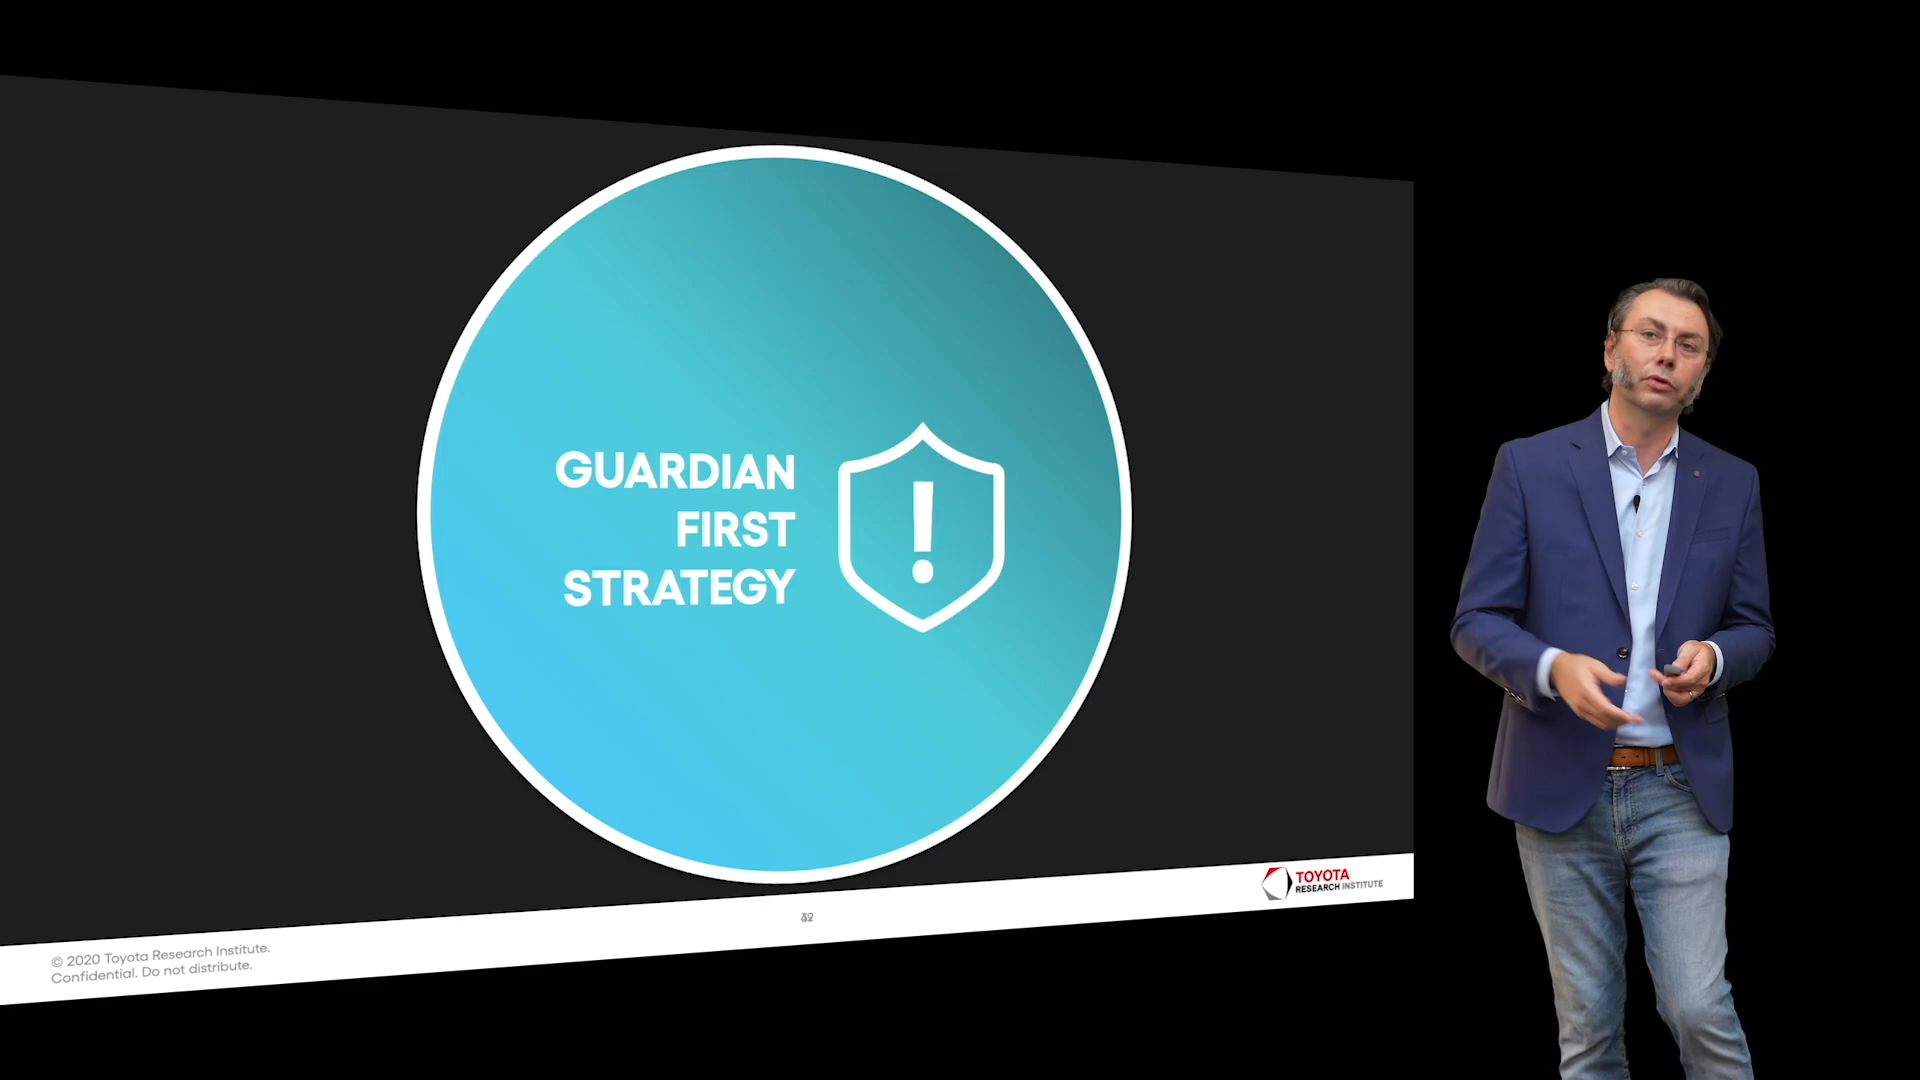 GUARDIAN
FIRST
STRATEGY
!
TOYOTA
RESEARCH INSTITUTE
© 2020 Toyota Research Institute.
Confidential. Do not distribute.